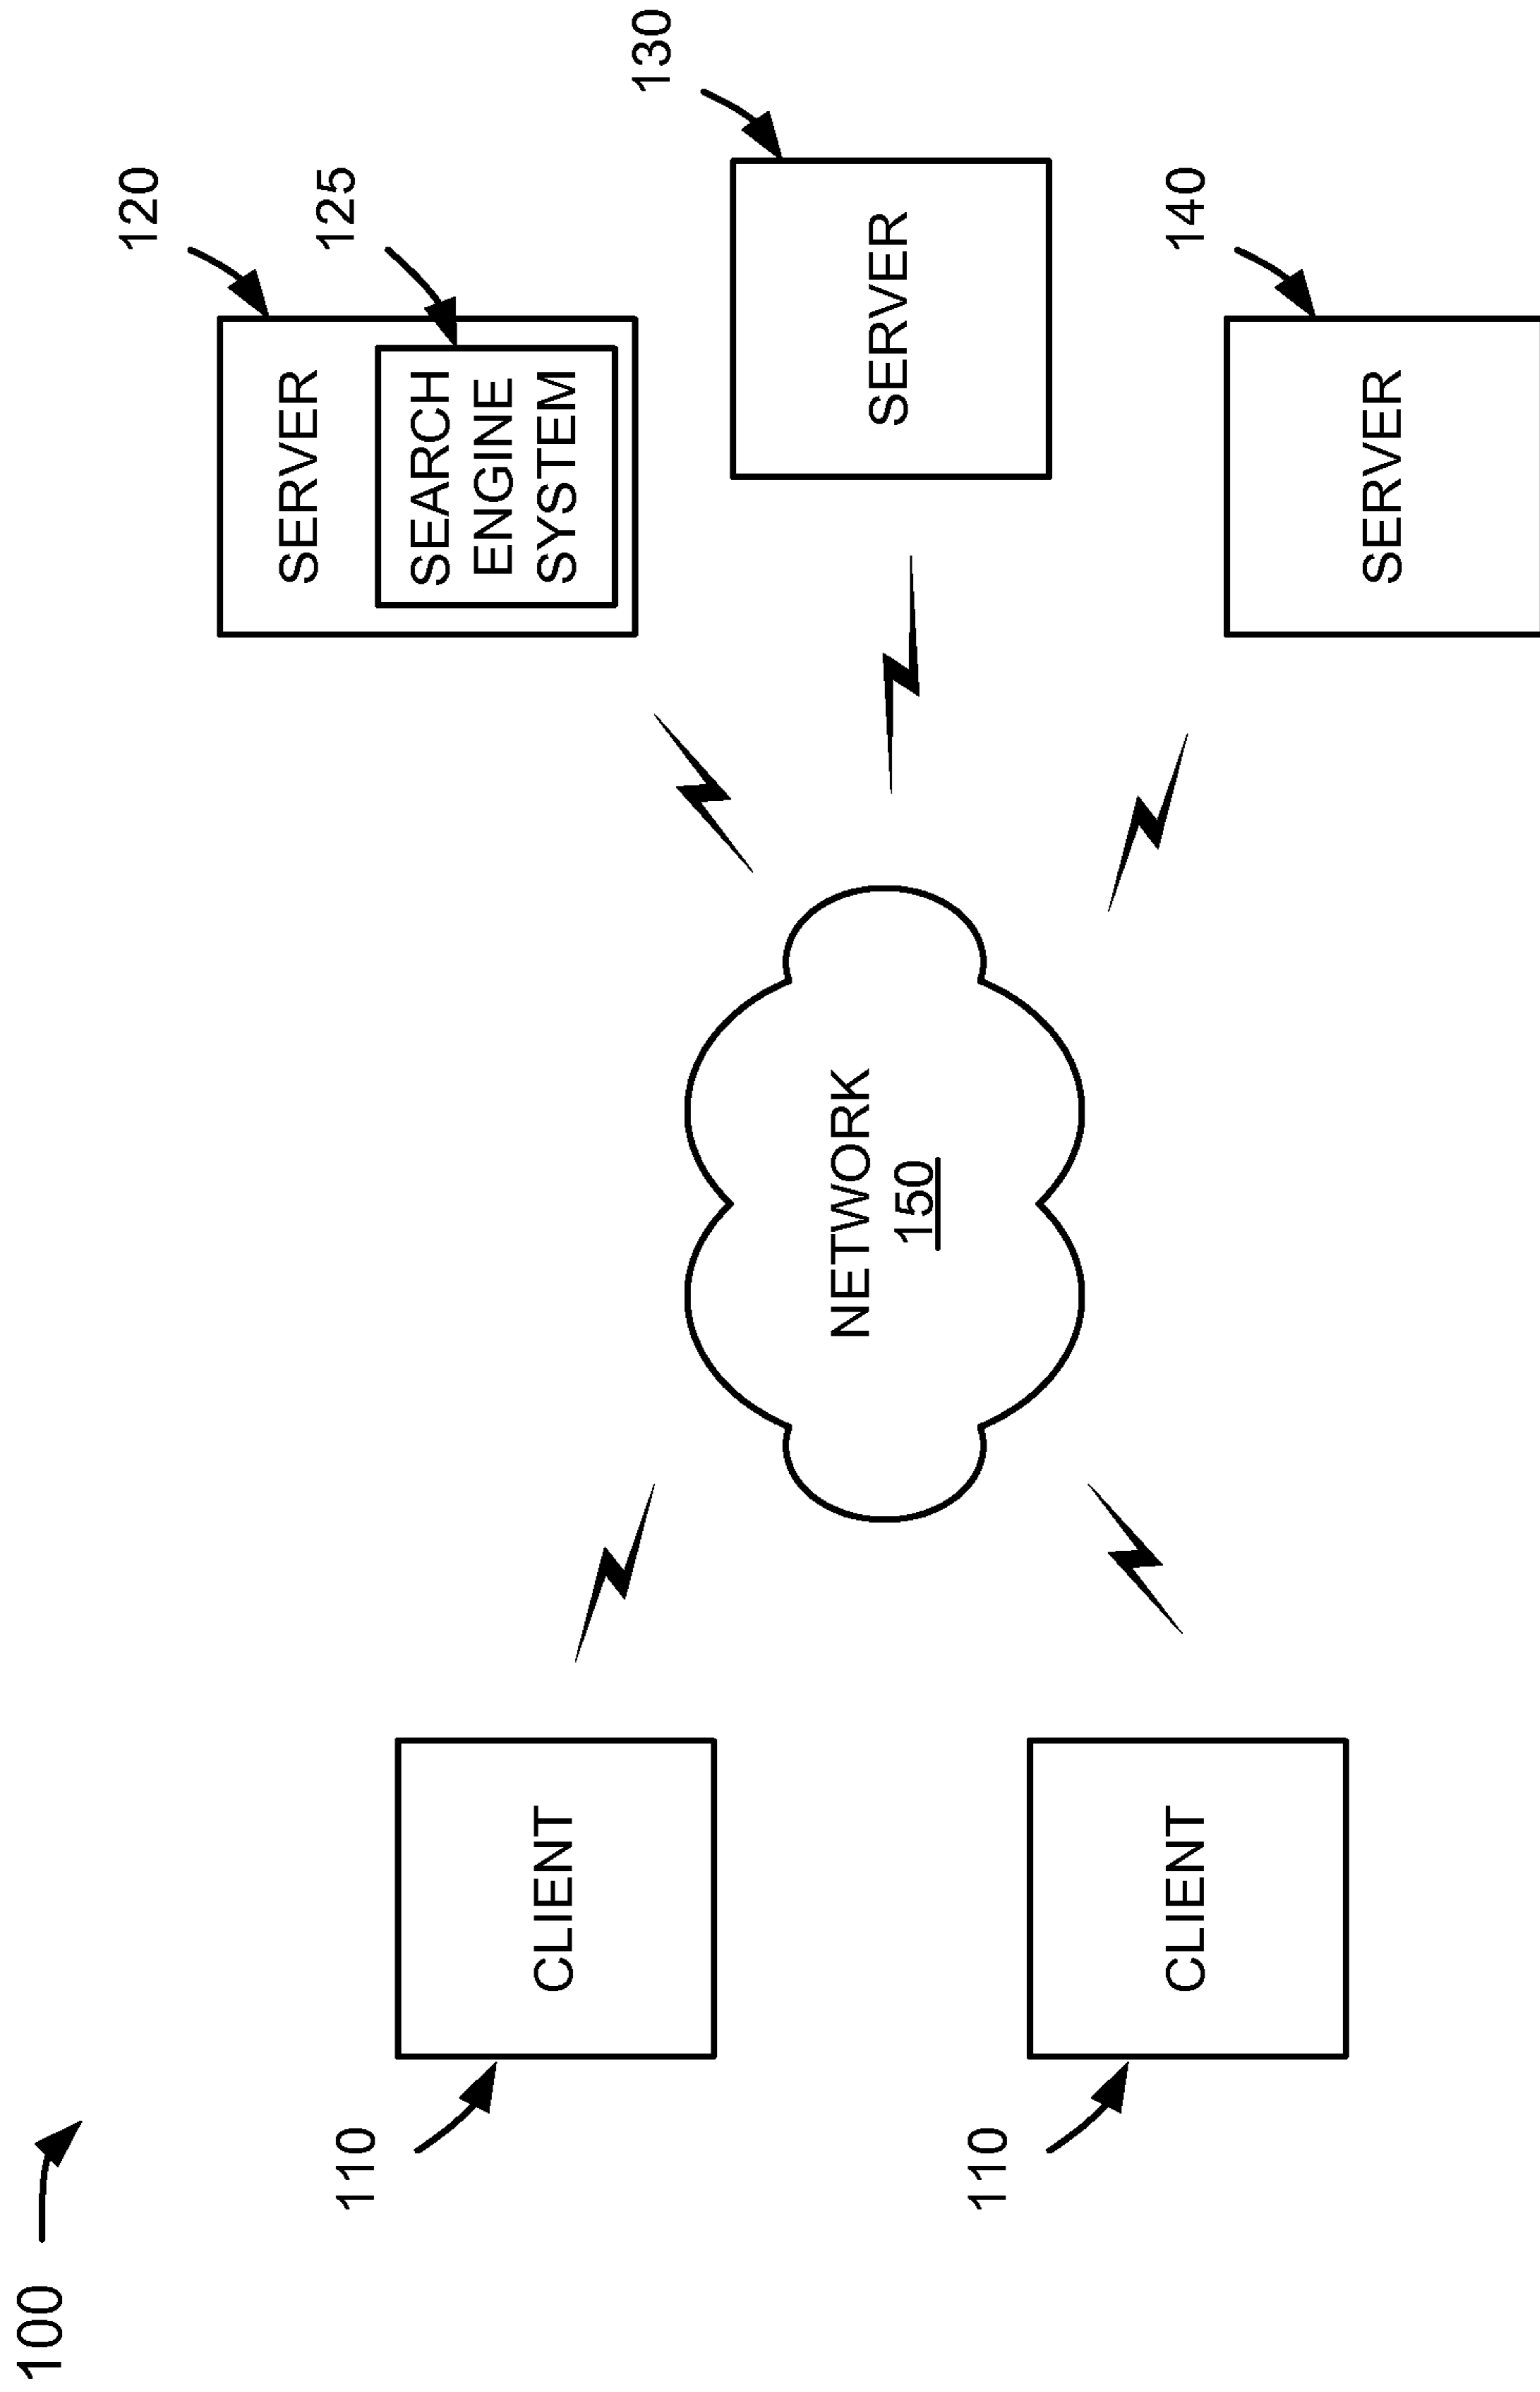 100
110
CLIENT
110
CLIENT
NETWORK
150
120
SERVER
125
SEARCH
ENGINE
SYSTEM
130
SERVER
140
SERVER